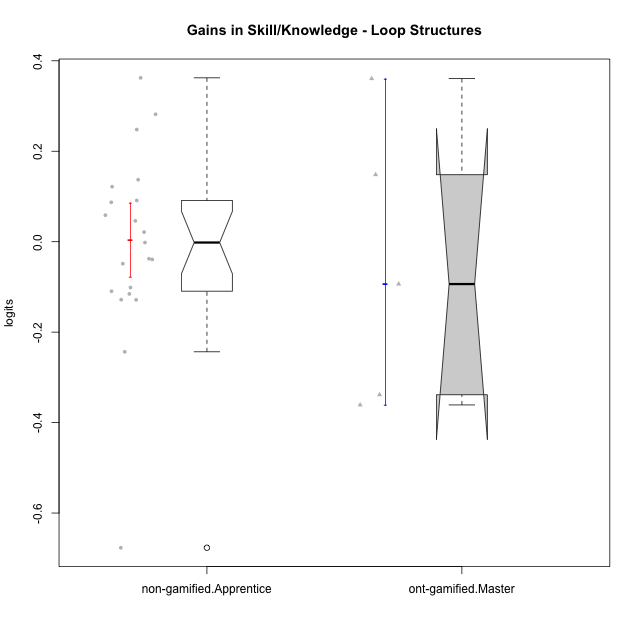 Gains in Skill/Knowledge - Loop Structures
logits
0.4
0.2
0.0
-0.2
-0.4
-0.6
non-gamified.Apprentice
ont-gamified.Master